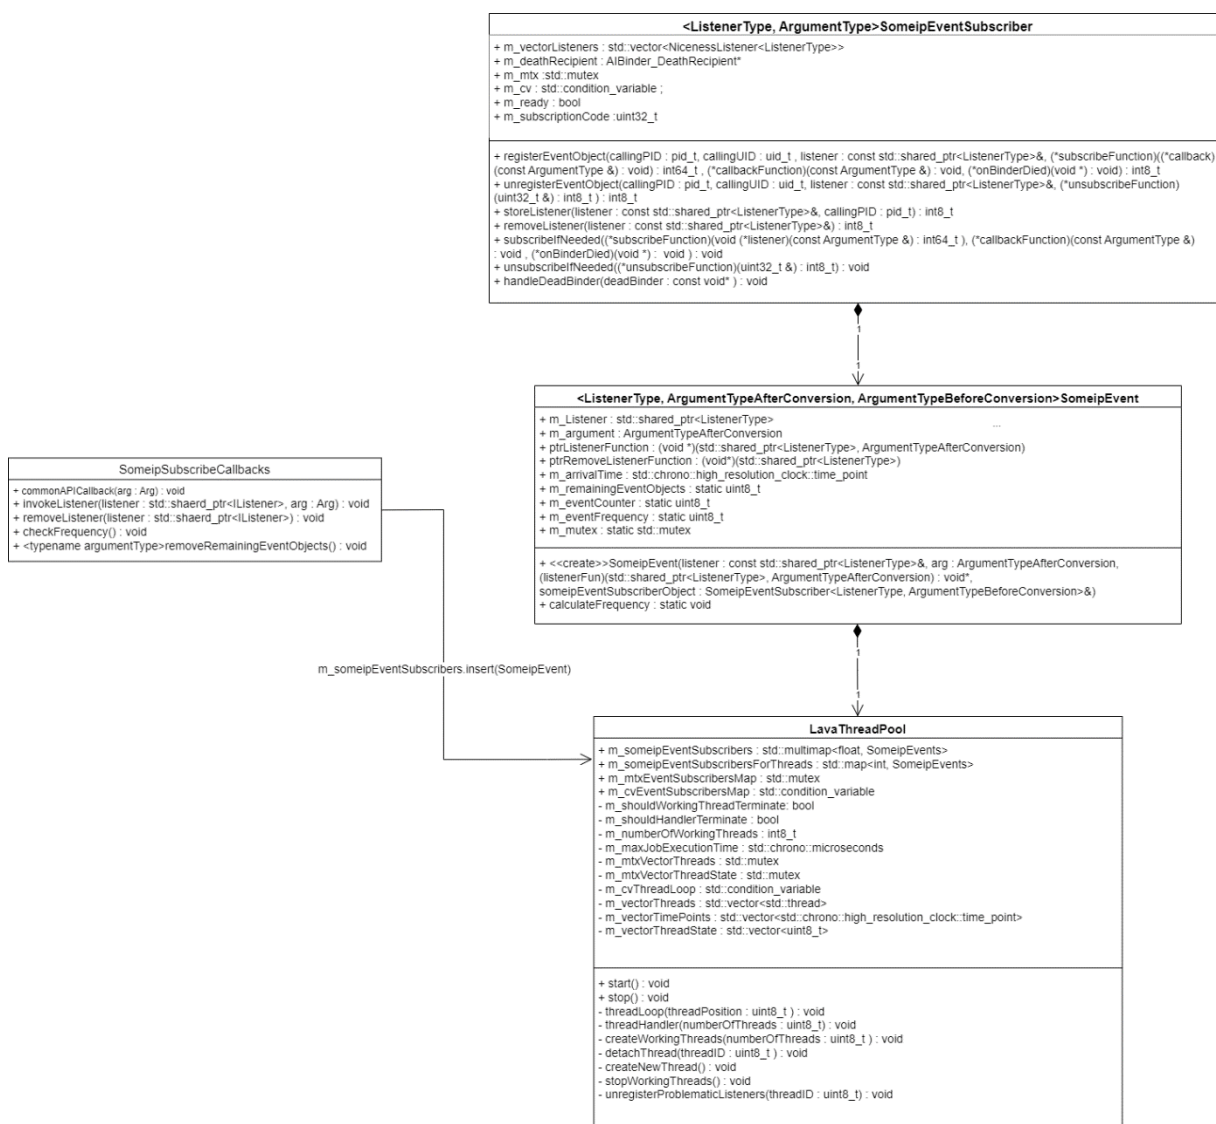 <ListenerType, ArgumentType>SomeipEventSubscriber
+ m_vectorListeners : std::vector<NicenessListener<ListenerType>>
+ m_deathRecipient : AIBinder_DeathRecipient*
+ m_mtx :std::mutex
+ m_cv : std::condition_variable ;
+ m_ready : bool
+ m_subscriptionCode :uint32_t
+ registerEventObject(callingPID : pid_t, callingUID : uid_t , listener : const std::shared_ptr<ListenerType>&, (*subscribeFunction)((*callback)
(const ArgumentType &) : void) : int64_t , (*callbackFunction)(const ArgumentType &) : void, (*onBinderDied)(void *) : void) : int8_t
+ unregisterEventObject(callingPID : pid_t, callingUID : uid_t, listener : const std::shared_ptr<ListenerType>&, (*unsubscribeFunction)
(uint32_t &) : int8_t ) : int8_t
+ storeListener(listener : const std::shared_ptr<ListenerType>&, callingPID : pid_t) : int8_t
+ removeListener(listener : const std::shared_ptr<ListenerType>&) : int8_t
+ subscribeIfNeeded((*subscribeFunction)(void (*listener)(const ArgumentType &) : int64_t ), (*callbackFunction)(const ArgumentType &)
: void , (*onBinderDied)(void *) : void ) : void
+ unsubscribeIfNeeded((*unsubscribeFunction)(uint32_t &) : int8_t) : void
+ handleDeadBinder(deadBinder : const void* ) : void
1
1
<ListenerType, ArgumentTypeAfterConversion, ArgumentTypeBeforeConversion>SomeipEvent
+ m_Listener : std::shared_ptr<ListenerType>
...
+ m_argument : ArgumentTypeAfterConversion
+ ptrListenerFunction : (void *)(std::shared_ptr<ListenerType>, ArgumentTypeAfterConversion)
+ ptrRemoveListenerFunction : (void*)(std::shared_ptr<ListenerType>)
+ m_arrivalTime : std::chrono::high_resolution_clock::time_point
+ m_remainingEventObjects : static uint8_t
+ m_eventCounter : static uint8_t
+ m_eventFrequency : static uint8_t
+ m_mutex : static std::mutex
+ <<create>>SomeipEvent(listener : const std::shared_ptr<ListenerType>&, arg : ArgumentTypeAfterConversion,
(listenerFun)(std::shared_ptr<ListenerType>, ArgumentTypeAfterConversion) : void*,
someipEventSubscriberObject : SomeipEventSubscriber<ListenerType, ArgumentTypeBeforeConversion>&)
+ calculateFrequency : static void
SomeipSubscribeCallbacks
+ commonAPICallback(arg : Arg) : void
+ invokeListener(listener : std::shaerd_ptr<IListener>, arg : Arg) : void
+ removeListener(listener : std::shaerd_ptr<IListener>) : void
+ checkFrequency() : void
+ <typename argumentType>removeRemainingEventObjects() : void
m_someipEventSubscribers.insert(SomeipEvent)
1
1
LavaThreadPool
+ m_someipEventSubscribers : std::multimap<float, SomeipEvents>
+ m_someipEventSubscribersForThreads : std::map<int, SomeipEvents>
+ m_mtxEventSubscribersMap : std::mutex
+ m_cvEventSubscribersMap : std::condition_variable
- m_shouldWorkingThreadTerminate: bool
- m_shouldHandlerTerminate : bool
- m_numberOfWorkingThreads : int8_t
- m_maxJobExecutionTime : std::chrono::microseconds
- m_mtxVectorThreads : std::mutex
- m_mtxVectorThreadState : std::mutex
- m_cvThreadLoop : std::condition_variable
- m_vectorThreads : std::vector<std::thread>
- m_vectorTimePoints : std::vector<std::chrono::high_resolution_clock::time_point>
- m_vectorThreadState : std::vector<uint8_t>
+ start() : void
+ stop() : void
- threadLoop(threadPosition : uint8_t ) : void
- threadHandler(numberOfThreads : uint8_t) : void
- createWorkingThreads(numberOfThreads : uint8_t ) : void
- detachThread(threadID : uint8_t ) : void
- createNewThread() : void
- stopWorkingThreads() : void
- unregisterProblematicListeners(threadID : uint8_t) : void